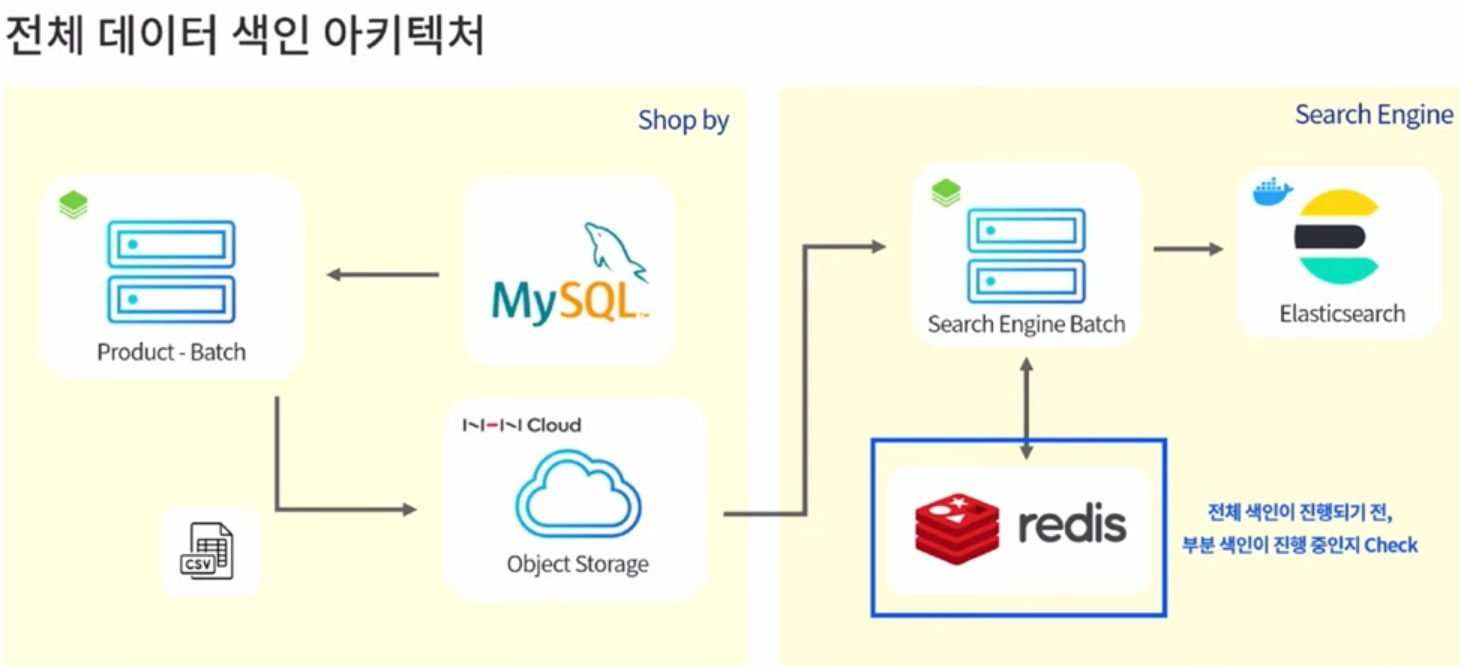 전체 데이터 색인 아키텍처
Shop by
Product - Batch
MySQL™
NHN Cloud
Object Storage
CSV
Search Engine
Search Engine Batch
Elasticsearch
redis
전체 색인이 진행되기 전,
부분 색인이 진행 중인지 Check